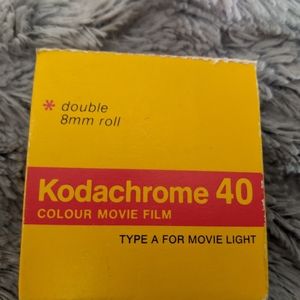 * double
8mm roll
Kodachrome 40
COLOUR MOVIE FILM
TYPE A FOR MOVIE LIGHT